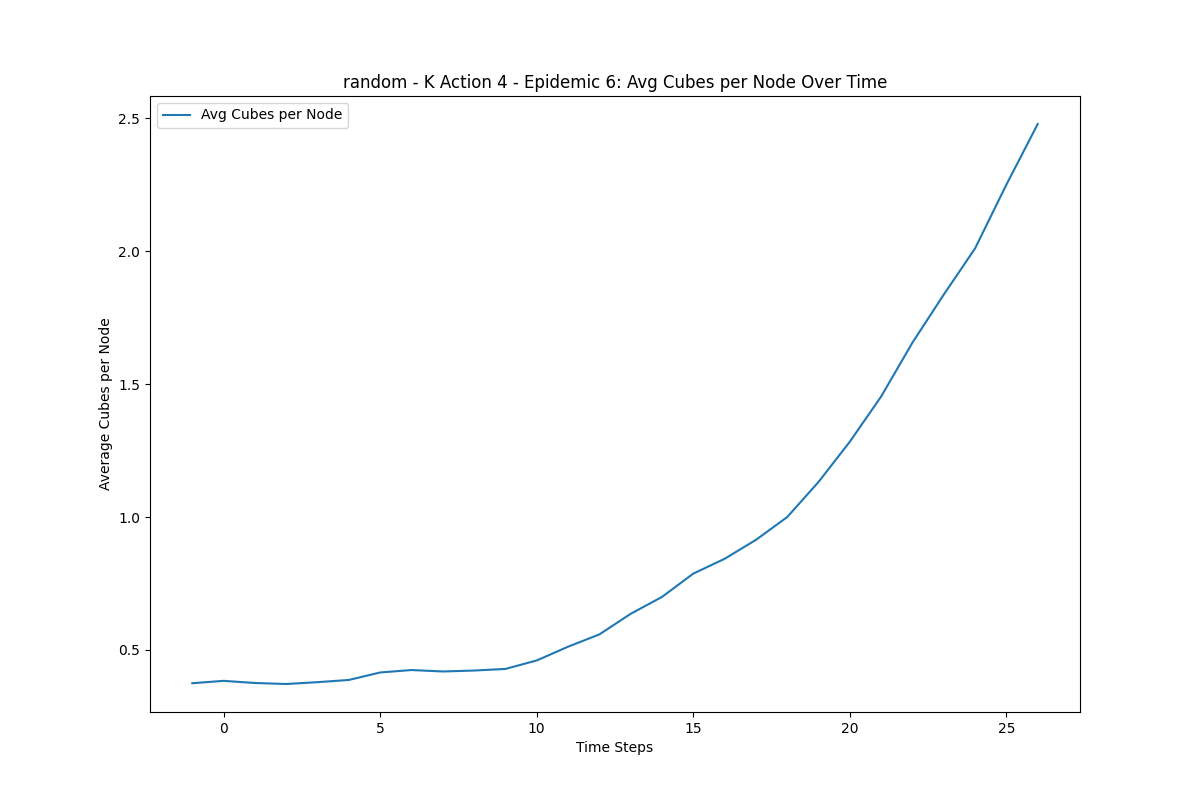 random - K Action 4 - Epidemic 6: Avg Cubes per Node Over Time
Avg Cubes per Node
2.5
2.0
1.5
1.0
0.5
Average Cubes per Node
0 5 10 15 20 25
Time Steps